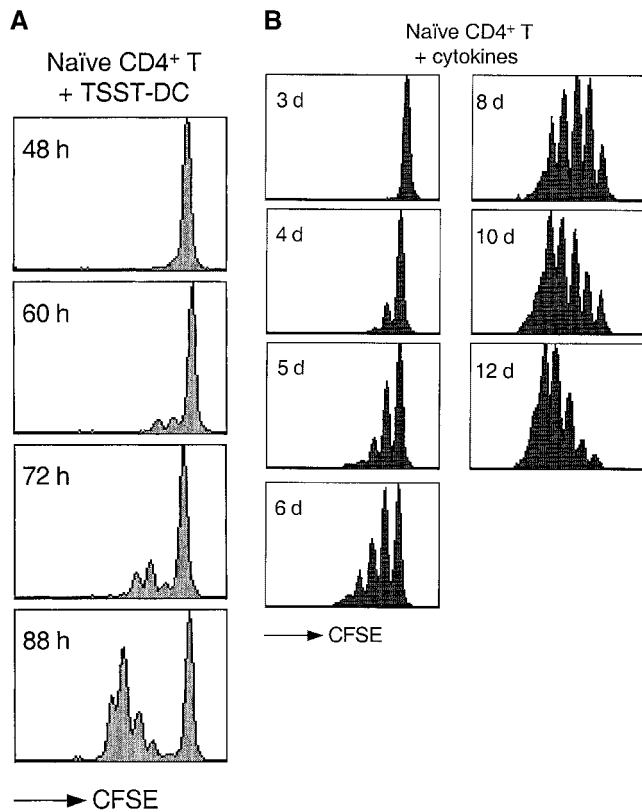 A
Naïve CD4+ T
+ TSST-DC
48 h
60 h
72 h
88 h
CFSE
B
Naïve CD4+ T
+ cytokines
3 d
4 d
5 d
6 d
8 d
10 d
12 d
CFSE